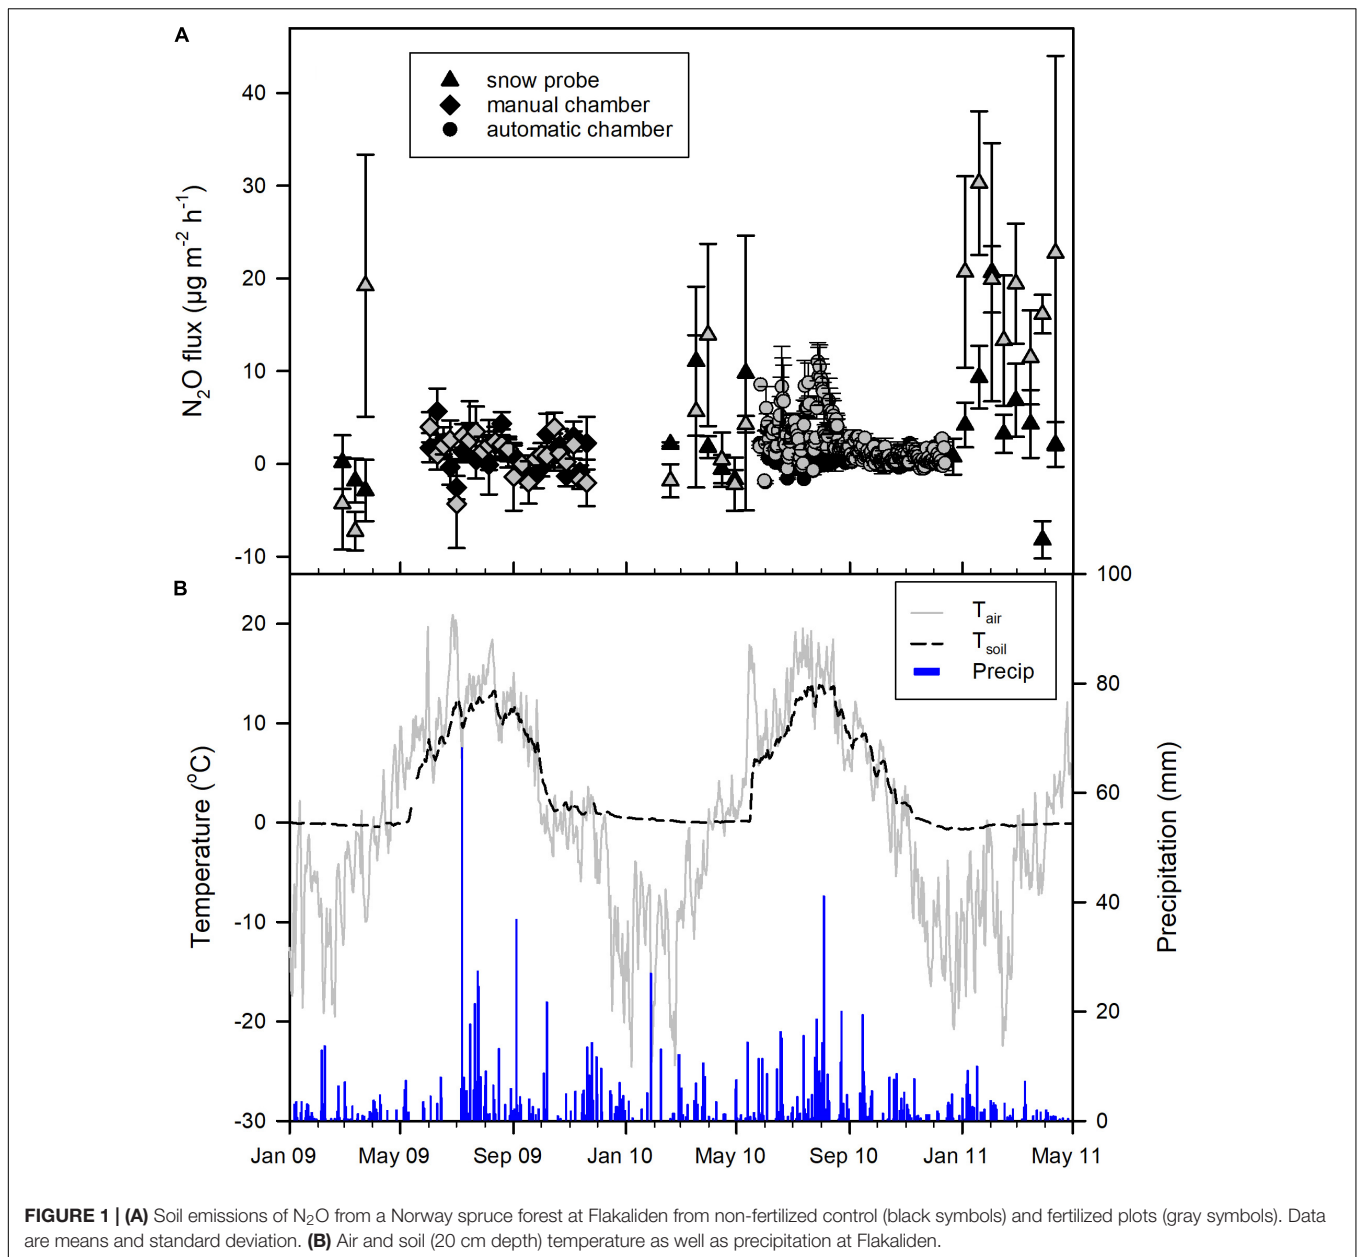 A
snow probe
manual chamber
automatic chamber
N2O flux (µg m-2 h-1)
40
30
20
10
0
-10
B
Tair
Tsoil
Precip
Temperature (oC)
20
10
0
-10
-20
-30
Precipitation (mm)
100
80
60
40
20
0
Jan 09 May 09 Sep 09 Jan 10 May 10 Sep 10 Jan 11 May 11
FIGURE 1 | (A) Soil emissions of N2O from a Norway spruce forest at Flakaliden from non-fertilized control (black symbols) and fertilized plots (gray symbols). Data
are means and standard deviation. (B) Air and soil (20 cm depth) temperature as well as precipitation at Flakaliden.